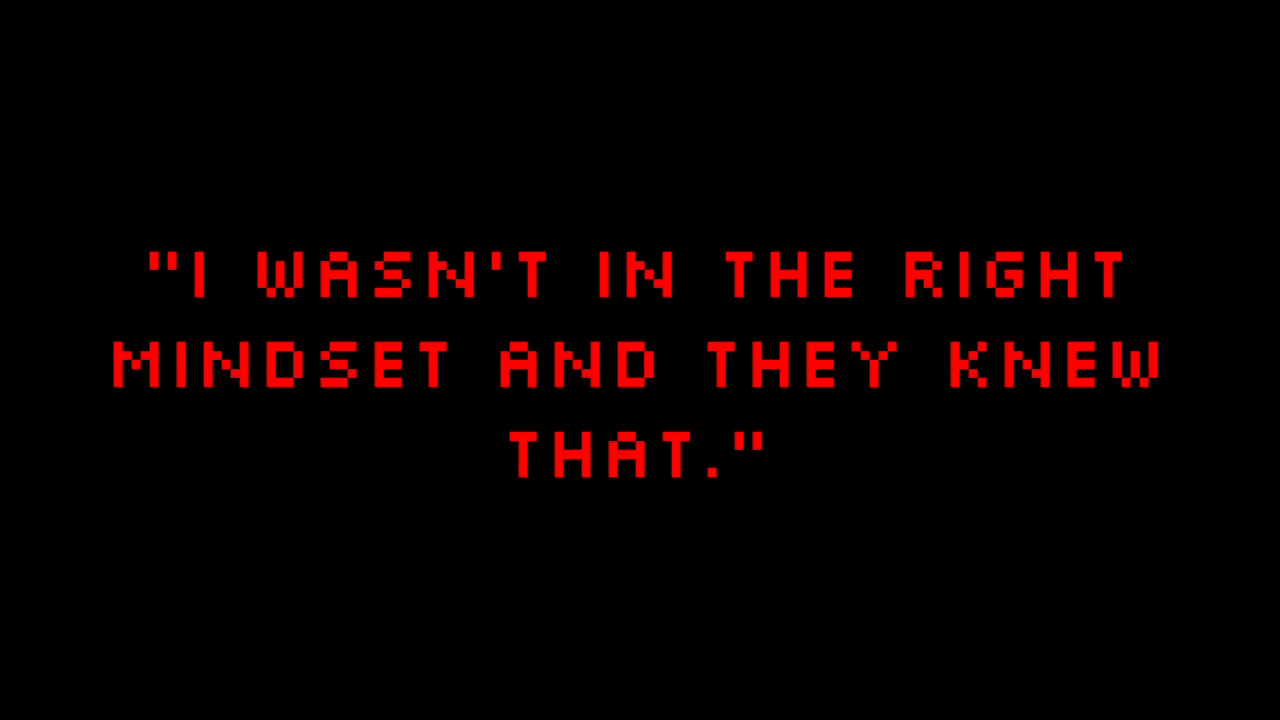 "I WASN'T IN THE RIGHT
MINDSET AND THEY KNEW
THAT."